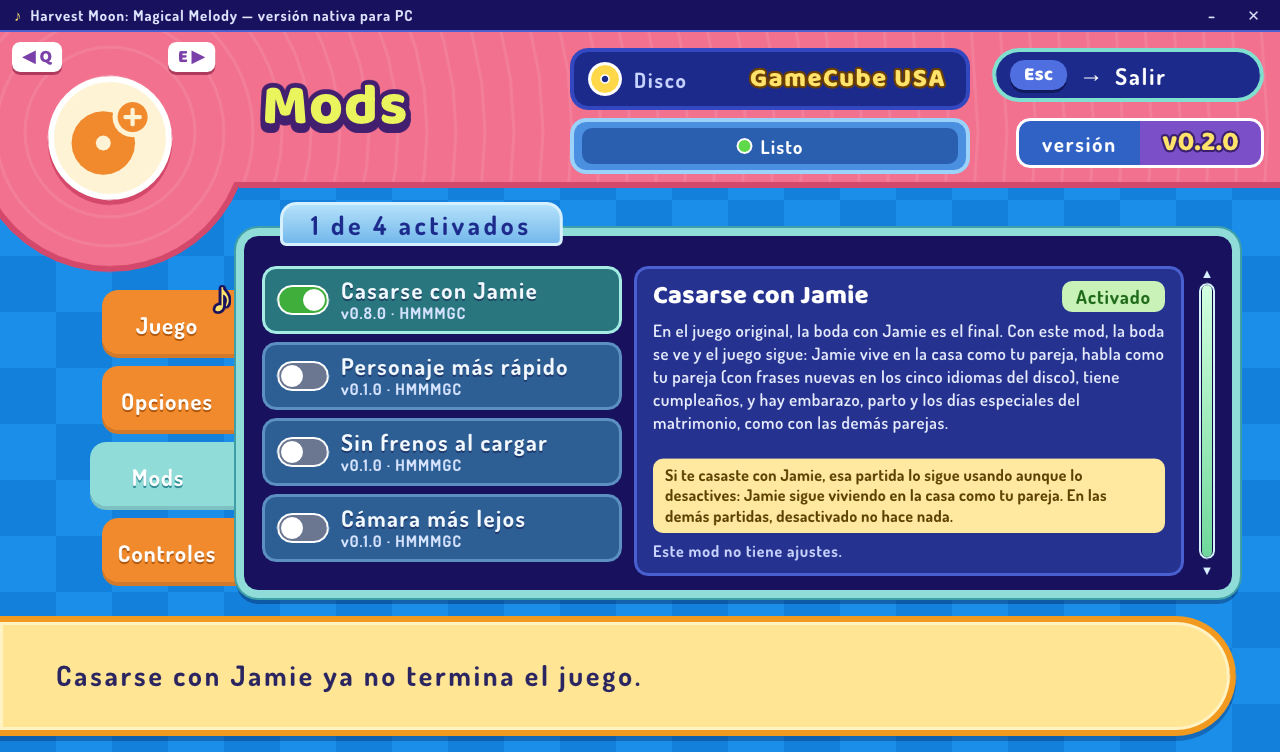 ♪ Harvest Moon: Magical Melody — versión nativa para PC
◀ Q
E ▶
Mods
Disco GameCube USA
Listo
Esc → Salir
versión v0.2.0
1 de 4 activados
Juego
Opciones
Mods
Controles
Casarse con Jamie
v0.8.0 · HMMMGC
Personaje más rápido
v0.1.0 · HMMMGC
Sin frenos al cargar
v0.1.0 · HMMMGC
Cámara más lejos
v0.1.0 · HMMMGC
Casarse con Jamie
Activado
En el juego original, la boda con Jamie es el final. Con este mod, la boda
se ve y el juego sigue: Jamie vive en la casa como tu pareja, habla como
tu pareja (con frases nuevas en los cinco idiomas del disco), tiene
cumpleaños, y hay embarazo, parto y los días especiales del
matrimonio, como con las demás parejas.
Si te casaste con Jamie, esa partida lo sigue usando aunque lo
desactives: Jamie sigue viviendo en la casa como tu pareja. En las
demás partidas, desactivado no hace nada.
Este mod no tiene ajustes.
Casarse con Jamie ya no termina el juego.